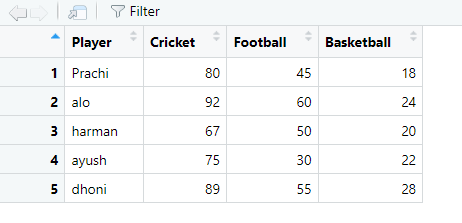 Filter
Player Cricket Football Basketball
1 Prachi 80 45 18
2 alo 92 60 24
3 harman 67 50 20
4 ayush 75 30 22
5 dhoni 89 55 28